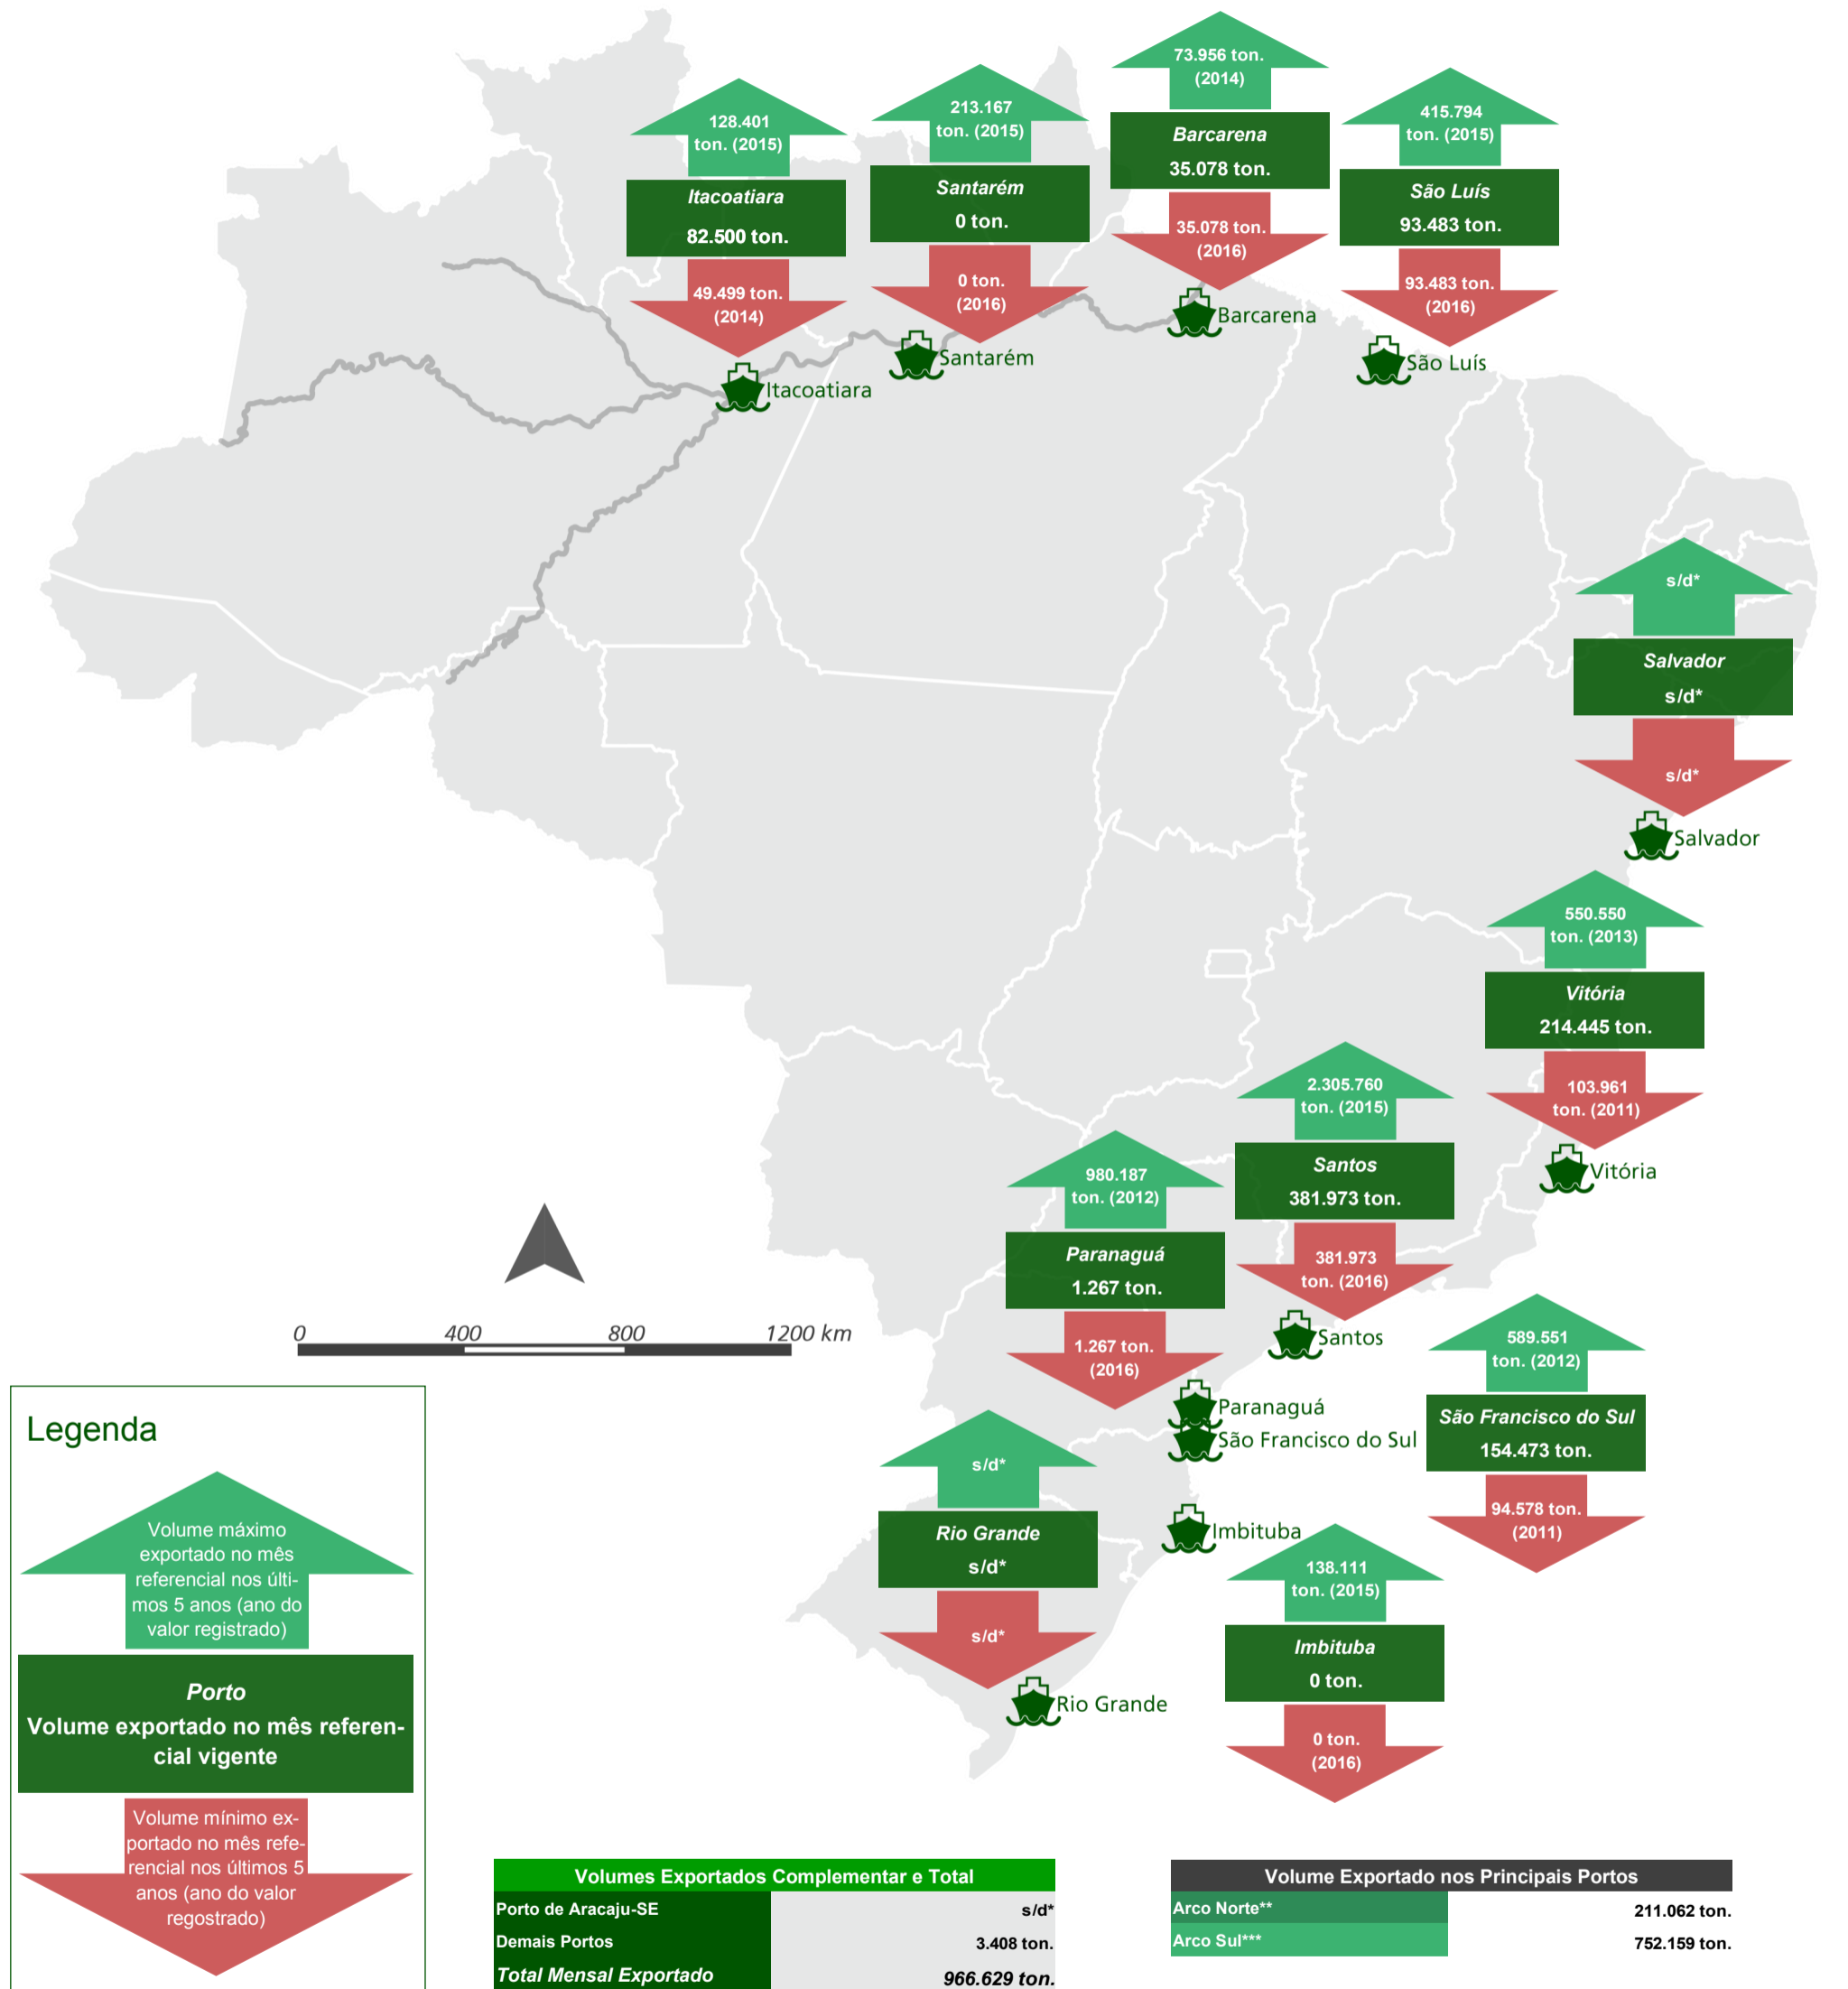 73.956 ton.
(2014)
Barcarena
35.078 ton.
35.078 ton.
(2016)
128.401
ton. (2015)
Itacoatiara
82.500 ton.
49.499 ton.
(2014)
213.167
ton. (2015)
Santarém
0 ton.
0 ton.
(2016)
415.794
ton. (2015)
São Luís
93.483 ton.
93.483 ton.
(2016)
Barcarena
Santarém
São Luís
Itacoatiara
s/d*
Salvador
s/d*
s/d*
Salvador
550.550
ton. (2013)
Vitória
214.445 ton.
103.961
ton. (2011)
Vitória
2.305.760
ton. (2015)
Santos
381.973 ton.
381.973
ton. (2016)
Santos
980.187
ton. (2012)
Paranaguá
1.267 ton.
1.267 ton.
(2016)
Paranaguá
São Francisco do Sul
589.551
ton. (2012)
São Francisco do Sul
154.473 ton.
94.578 ton.
(2011)
0 400 800 1200 km
s/d*
Rio Grande
s/d*
s/d*
Rio Grande
Imbituba
138.111
ton. (2015)
Imbituba
0 ton.
0 ton.
(2016)
Legenda
Volume máximo
exportado no mês
referencial nos últi-
mos 5 anos (ano do
valor registrado)
Porto
Volume exportado no mês referen-
cial vigente
Volume mínimo ex-
portado no mês refe-
rencial nos últimos 5
anos (ano do valor
regostrado)
Volumes Exportados Complementar e Total
Porto de Aracaju-SE s/d*
Demais Portos 3.408 ton.
Total Mensal Exportado 966.629 ton.
Volume Exportado nos Principais Portos
Arco Norte** 211.062 ton.
Arco Sul*** 752.159 ton.